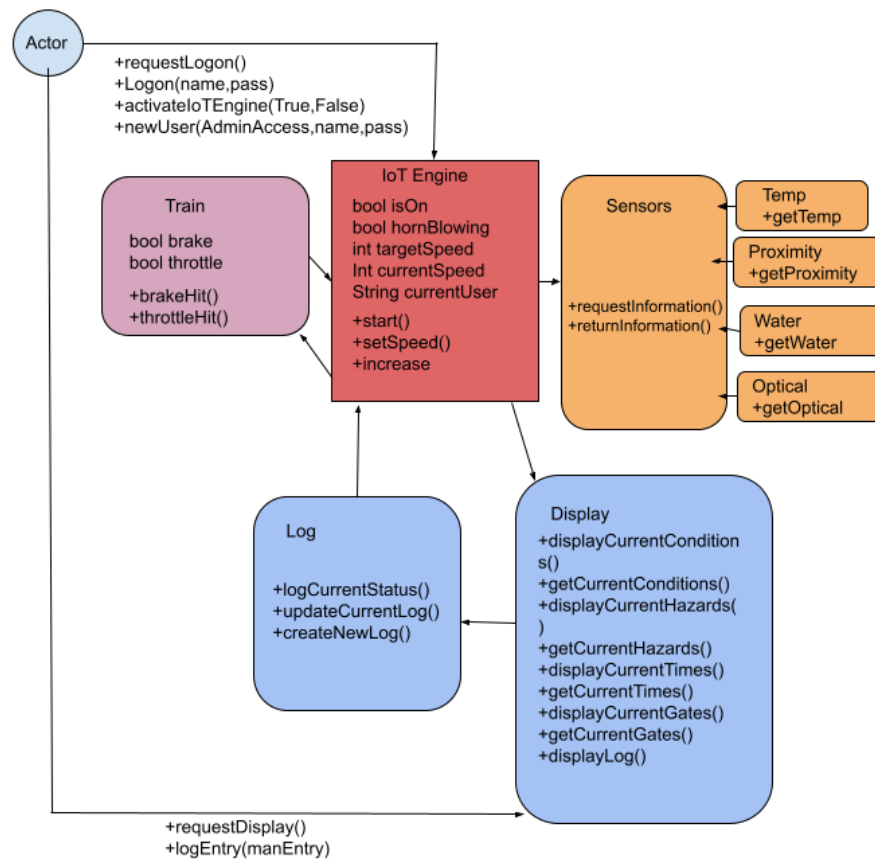 Actor
+requestLogon()
+Logon(name,pass)
+activateIoTEngine(True,False)
+newUser(AdminAccess,name,pass)
Train
bool brake
bool throttle
+brakeHit()
+throttleHit()
IoT Engine
bool isOn
bool hornBlowing
int targetSpeed
Int currentSpeed
String currentUser
+start()
+setSpeed()
+increase
Sensors
+requestInformation()
+returnInformation()
Temp
+getTemp
Proximity
+getProximity
Water
+getWater
Optical
+getOptical
Log
+logCurrentStatus()
+updateCurrentLog()
+createNewLog()
Display
+displayCurrentCondition
s()
+getCurrentConditions()
+displayCurrentHazards(
)
+getCurrentHazards()
+displayCurrentTimes()
+getCurrentTimes()
+displayCurrentGates()
+getCurrentGates()
+displayLog()
+requestDisplay()
+logEntry(manEntry)